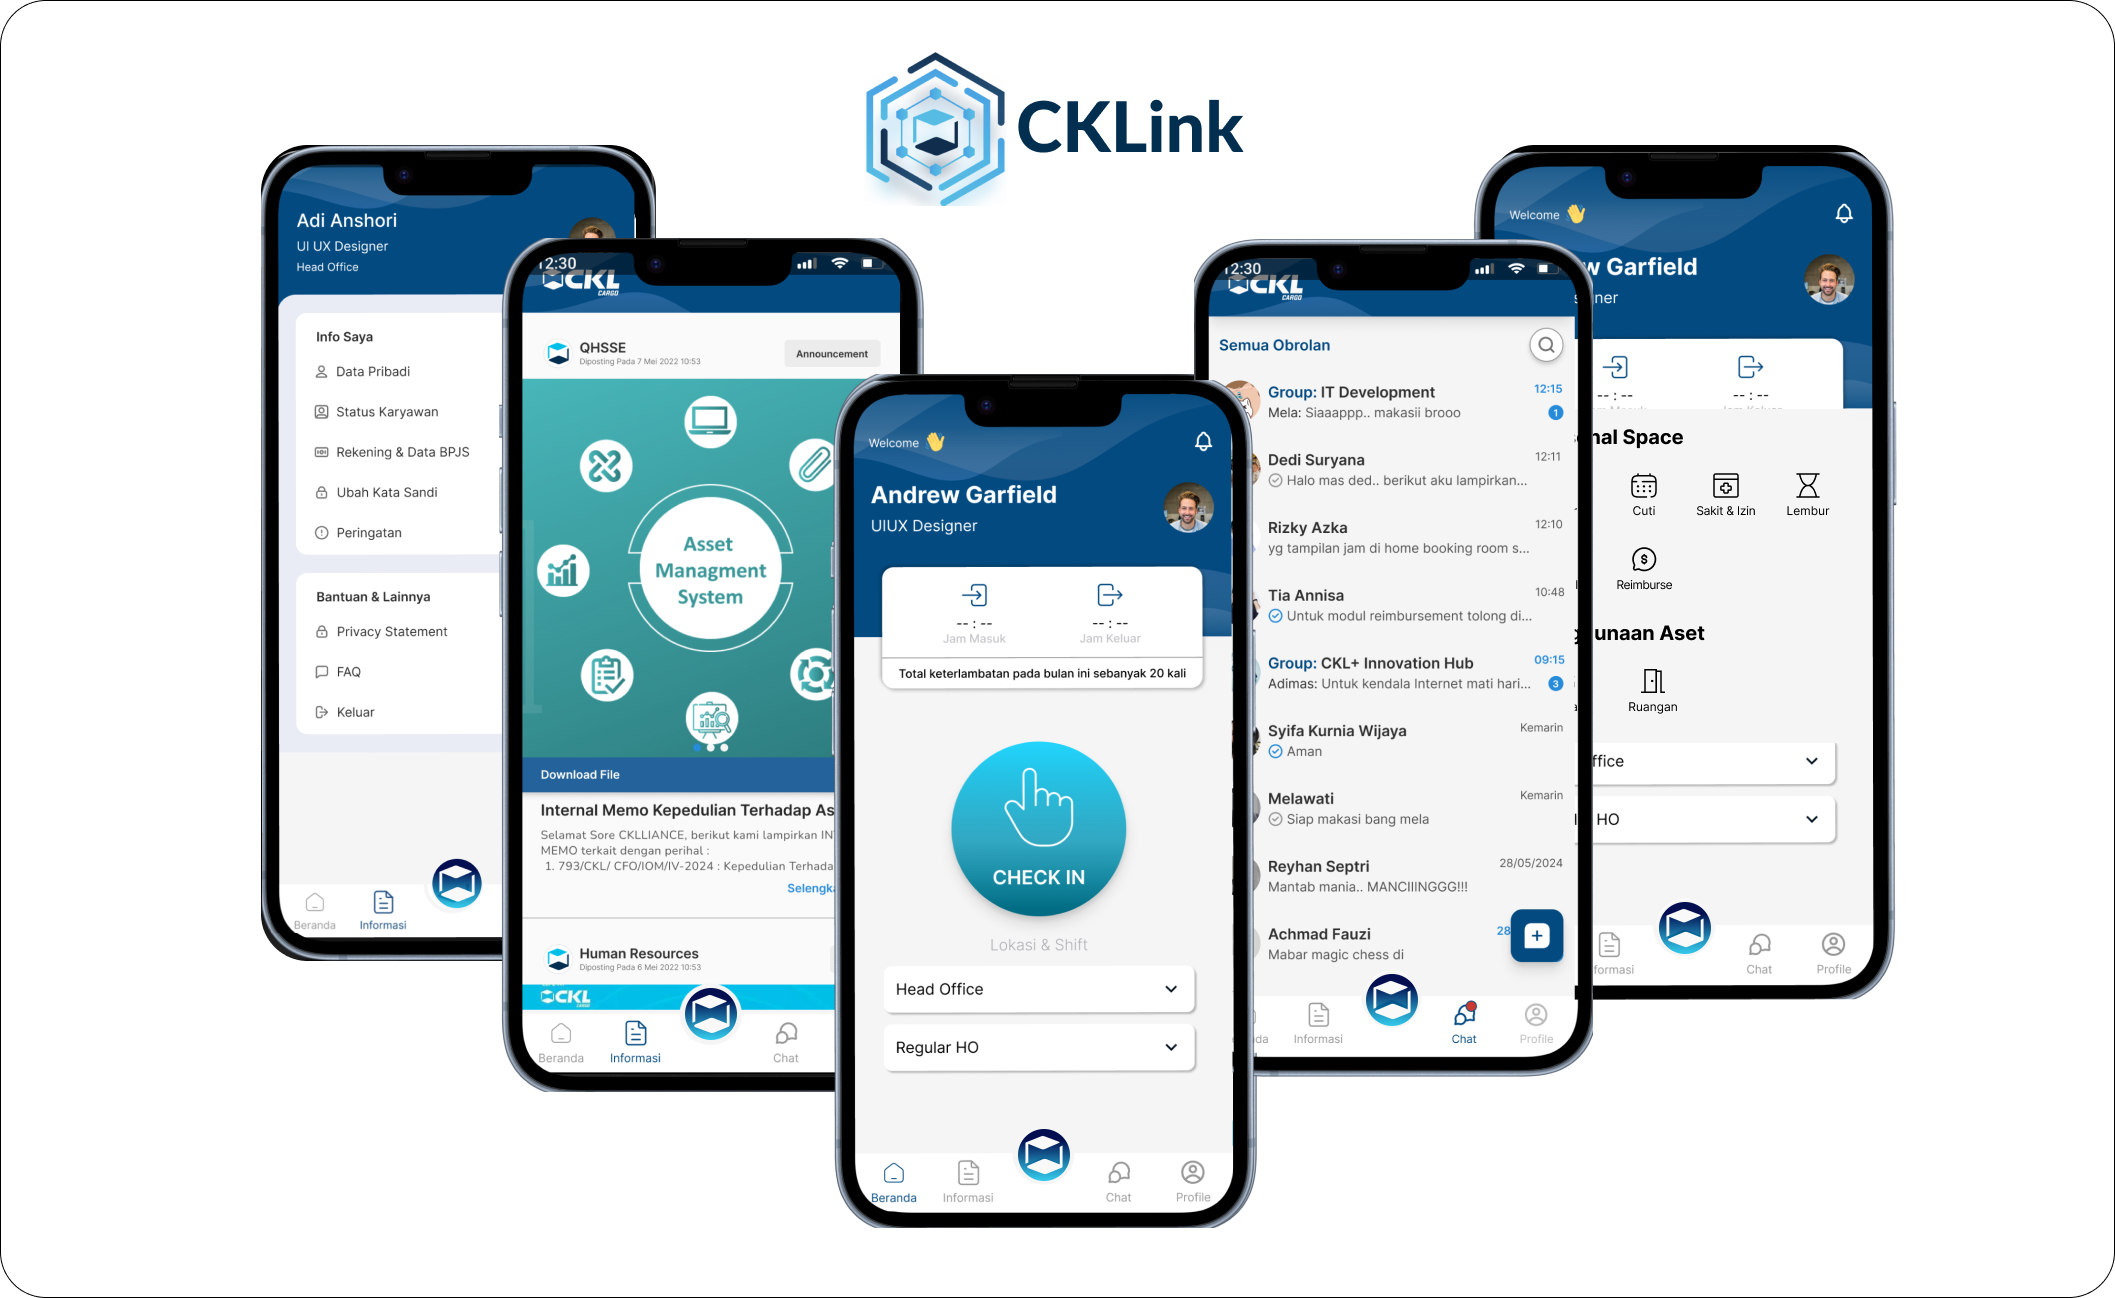 CKLink
Adi Anshori
UI UX Designer
Head Office
Info Saya
Data Pribadi
Status Karyawan
Rekening & Data BPJS
Ubah Kata Sandi
Peringatan
Bantuan & Lainnya
Privacy Statement
FAQ
Keluar
Beranda
Informasi
12:30
CKL
CARGO
QHSSE
Diposting Pada 7 Mei 2022 10:53
Announcement
Asset
Managment
System
Download File
Internal Memo Kepedulian Terhadap As
Selamat Sore CKLLIANCE, berikut kami lampirkan IN
MEMO terkait dengan perihal :
1. 793/CKL/ CFO/IOM/IV-2024 : Kepedulian Terhada
Selengka
Human Resources
Diposting Pada 6 Mei 2022 10:53
CKL
Beranda
Informasi
Chat
Welcome
Andrew Garfield
UIUX Designer
-- : --
Jam Masuk
-- : --
Jam Keluar
Total keterlambatan pada bulan ini sebanyak 20 kali
CHECK IN
Lokasi & Shift
Head Office
Regular HO
Beranda
Informasi
Chat
Profile
12:30
CKL
CARGO
Semua Obrolan
Group: IT Development
12:15
Mela: Siaaappp.. makasii brooo
1
Dedi Suryana
12:11
Halo mas ded.. berikut aku lampirkan...
Rizky Azka
12:10
yg tampilan jam di home booking room s...
Tia Annisa
10:48
Untuk modul reimbursement tolong di...
Group: CKL+ Innovation Hub
09:15
Adimas: Untuk kendala Internet mati hari...
3
Syifa Kurnia Wijaya
Kemarin
Aman
Melawati
Kemarin
Siap makasi bang mela
Reyhan Septri
28/05/2024
Mantab mania.. MANCIIINGGG!!!
Achmad Fauzi
28
Mabar magic chess di
nda
Informasi
Chat
Profile
Welcome
w Garfield
ner
-- : --
-- : --
nal Space
Cuti
Sakit & Izin
Lembur
Reimburse
unaan Aset
Ruangan
ffice
HO
formasi
Chat
Profile